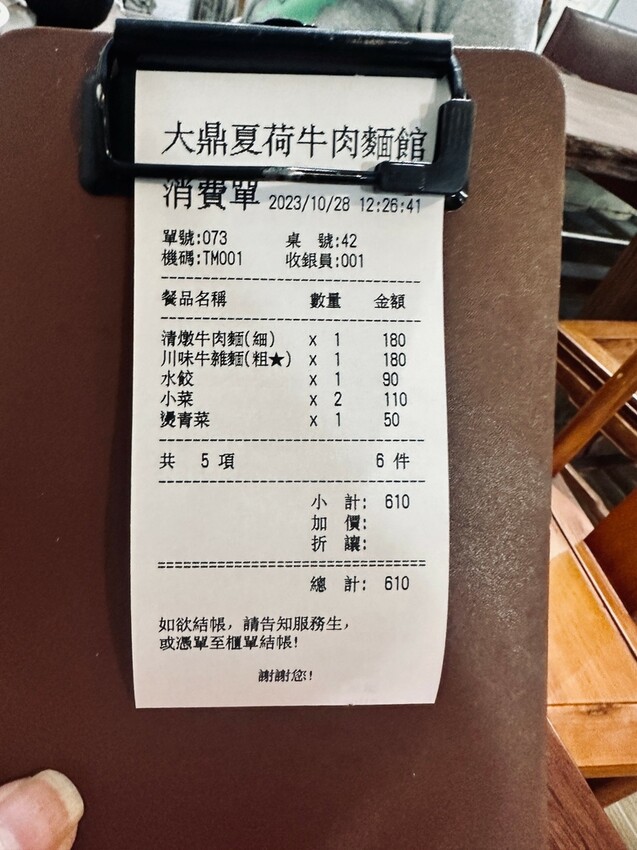 大鼎夏荷牛肉麵館
消費單 2023/10/28 12:26:41
單號:073 桌 號:42
機碼:TM001 收銀員:001
餐品名稱 數量 金額
清燉牛肉麵(細) x 1 180
川味牛雜麵(粗★) x 1 180
水餃 x 1 90
小菜 x 2 110
燙青菜 x 1 50
共 5 項 6 件
小 計: 610
加 價:
折 讓:
總 計: 610
如欲結帳，請告知服務生，
或憑單至櫃單結帳!
謝謝您!